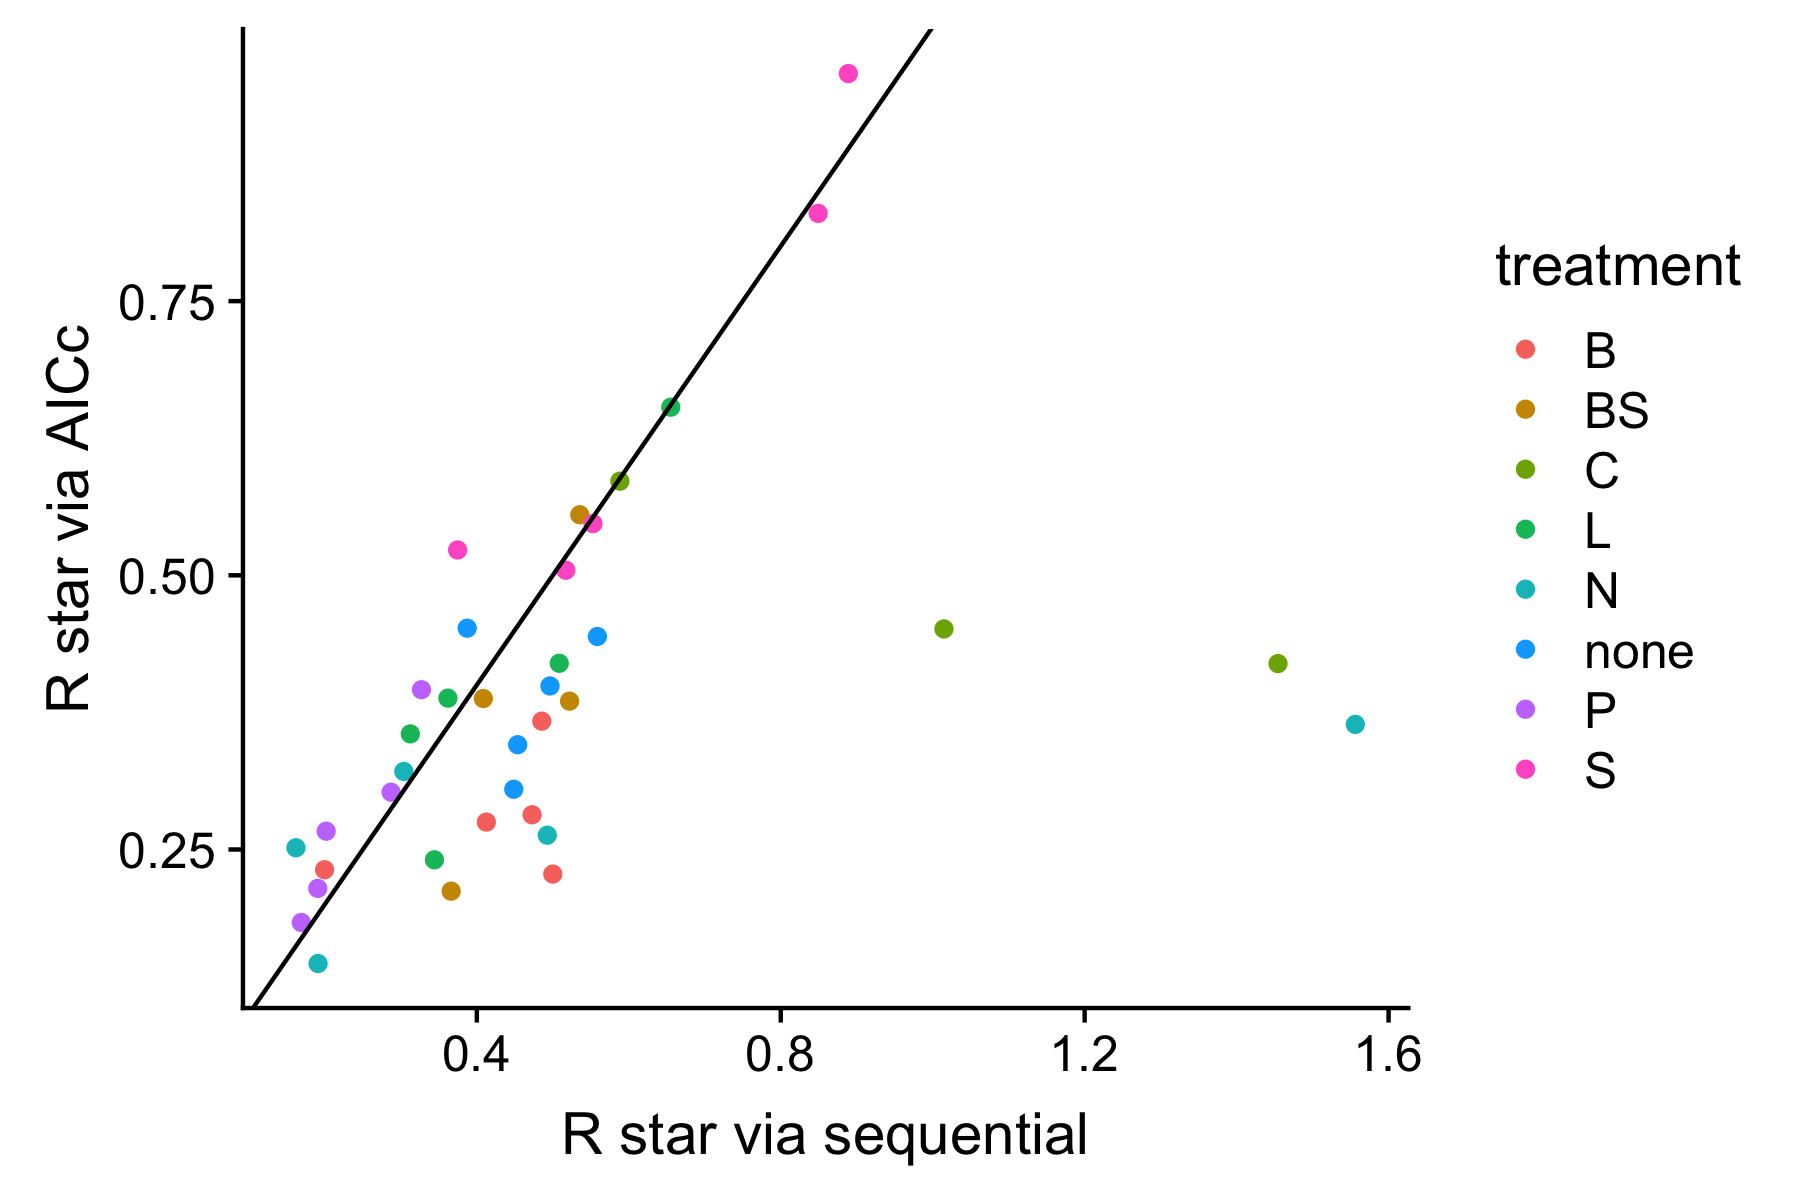 R star via AICc
0.75
0.50
0.25
0.4
0.8
1.2
1.6
R star via sequential
treatment
B
BS
C
L
N
none
P
S